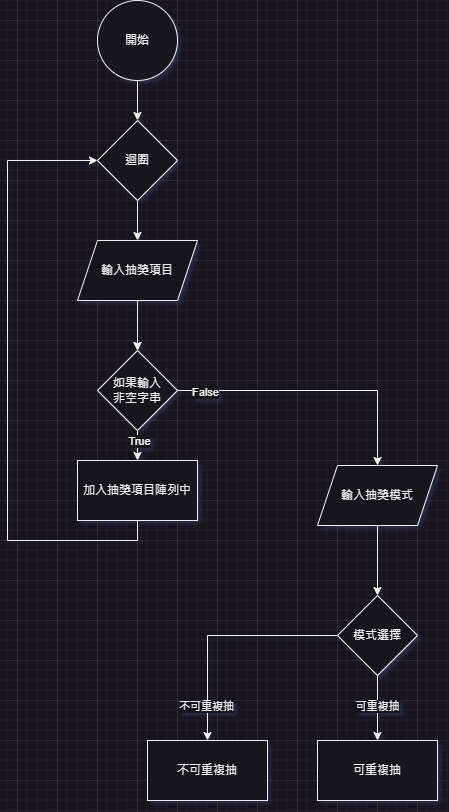 開始
迴圈
輸入抽獎項目
如果輸入
非空字串
False
True
加入抽獎項目陣列中
輸入抽獎模式
模式選擇
不可重複抽
可重複抽
不可重複抽
可重複抽